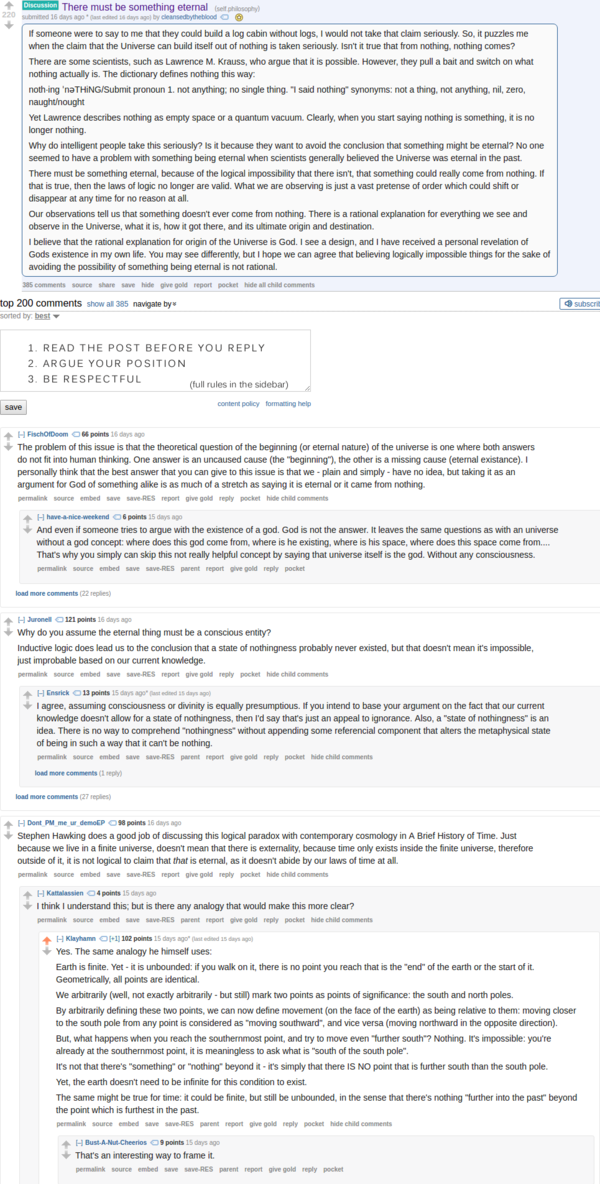 Discussion There must be something eternal (self.philosophy)
220
submitted 16 days ago * (last edited 16 days ago) by cleansedbytheblood
If someone were to say to me that they could build a log cabin without logs, I would not take that claim seriously. So, it puzzles me
when the claim that the Universe can build itself out of nothing is taken seriously. Isn't it true that from nothing, nothing comes?
There are some scientists, such as Lawrence M. Krauss, who argue that it is possible. However, they pull a bait and switch on what
nothing actually is. The dictionary defines nothing this way:
noth·ing ˈnəTHiNG/Submit pronoun 1. not anything; no single thing. "I said nothing" synonyms: not a thing, not anything, nil, zero,
naught/nought
Yet Lawrence describes nothing as empty space or a quantum vacuum. Clearly, when you start saying nothing is something, it is no
longer nothing.
Why do intelligent people take this seriously? Is it because they want to avoid the conclusion that something might be eternal? No one
seemed to have a problem with something being eternal when scientists generally believed the Universe was eternal in the past.
There must be something eternal, because of the logical impossibility that there isn't, that something could really come from nothing. If
that is true, then the laws of logic no longer are valid. What we are observing is just a vast pretense of order which could shift or
disappear at any time for no reason at all.
Our observations tell us that something doesn't ever come from nothing. There is a rational explanation for everything we see and
observe in the Universe, what it is, how it got there, and its ultimate origin and destination.
I believe that the rational explanation for origin of the Universe is God. I see a design, and I have received a personal revelation of
Gods existence in my own life. You may see differently, but I hope we can agree that believing logically impossible things for the sake of
avoiding the possibility of something being eternal is not rational.
385 comments source share save hide give gold report pocket hide all child comments
top 200 comments show all 385 navigate by
subscri
sorted by: best
1. READ THE POST BEFORE YOU REPLY
2. ARGUE YOUR POSITION
3. BE RESPECTFUL (full rules in the sidebar)
save content policy formatting help
[–] FischOfDoom 66 points 16 days ago
The problem of this issue is that the theoretical question of the beginning (or eternal nature) of the universe is one where both answers
do not fit into human thinking. One answer is an uncaused cause (the "beginning"), the other is a missing cause (eternal existance). I
personally think that the best answer that you can give to this issue is that we - plain and simply - have no idea, but taking it as an
argument for God of something alike is as much of a stretch as saying it is eternal or it came from nothing.
permalink source embed save save-RES report give gold reply pocket hide child comments
[–] have-a-nice-weekend 6 points 15 days ago
And even if someone tries to argue with the existence of a god. God is not the answer. It leaves the same questions as with an universe
without a god concept: where does this god come from, where is he existing, where is his space, where does this space come from....
That's why you simply can skip this not really helpful concept by saying that universe itself is the god. Without any consciousness.
permalink source embed save save-RES parent report give gold reply pocket
load more comments (22 replies)
[–] Juronell 121 points 16 days ago
Why do you assume the eternal thing must be a conscious entity?
Inductive logic does lead us to the conclusion that a state of nothingness probably never existed, but that doesn't mean it's impossible,
just improbable based on our current knowledge.
permalink source embed save save-RES report give gold reply pocket hide child comments
[–] Ensrick 13 points 15 days ago* (last edited 15 days ago)
I agree, assuming consciousness or divinity is equally presumptious. If you intend to base your argument on the fact that our current
knowledge doesn't allow for a state of nothingness, then I'd say that's just an appeal to ignorance. Also, a "state of nothingness" is an
idea. There is no way to comprehend "nothingness" without appending some referencial component that alters the metaphysical state
of being in such a way that it can't be nothing.
permalink source embed save save-RES parent report give gold reply pocket hide child comments
load more comments (1 reply)
load more comments (27 replies)
[–] Dont_PM_me_ur_demoEP 98 points 16 days ago
Stephen Hawking does a good job of discussing this logical paradox with contemporary cosmology in A Brief History of Time. Just
because we live in a finite universe, doesn't mean that there is externality, because time only exists inside the finite universe, therefore
outside of it, it is not logical to claim that that is eternal, as it doesn't abide by our laws of time at all.
permalink source embed save save-RES report give gold reply pocket hide child comments
[–] Kattalassien 4 points 15 days ago
I think I understand this; but is there any analogy that would make this more clear?
permalink source embed save save-RES parent report give gold reply pocket hide child comments
[–] Klayhamn [+1] 102 points 15 days ago* (last edited 15 days ago)
Yes. The same analogy he himself uses:
Earth is finite. Yet - it is unbounded: if you walk on it, there is no point you reach that is the "end" of the earth or the start of it.
Geometrically, all points are identical.
We arbitrarily (well, not exactly arbitrarily - but still) mark two points as points of significance: the south and north poles.
By arbitrarily defining these two points, we can now define movement (on the face of the earth) as being relative to them: moving closer
to the south pole from any point is considered as "moving southward", and vice versa (moving northward in the opposite direction).
But, what happens when you reach the southernmost point, and try to move even "further south"? Nothing. It's impossible: you're
already at the southernmost point, it is meaningless to ask what is "south of the south pole".
It's not that there's "something" or "nothing" beyond it - it's simply that there IS NO point that is further south than the south pole.
Yet, the earth doesn't need to be infinite for this condition to exist.
The same might be true for time: it could be finite, but still be unbounded, in the sense that there's nothing "further into the past" beyond
the point which is furthest in the past.
permalink source embed save save-RES parent report give gold reply pocket hide child comments
[–] Bust-A-Nut-Cheerios 9 points 15 days ago
That's an interesting way to frame it.
permalink source embed save save-RES parent report give gold reply pocket